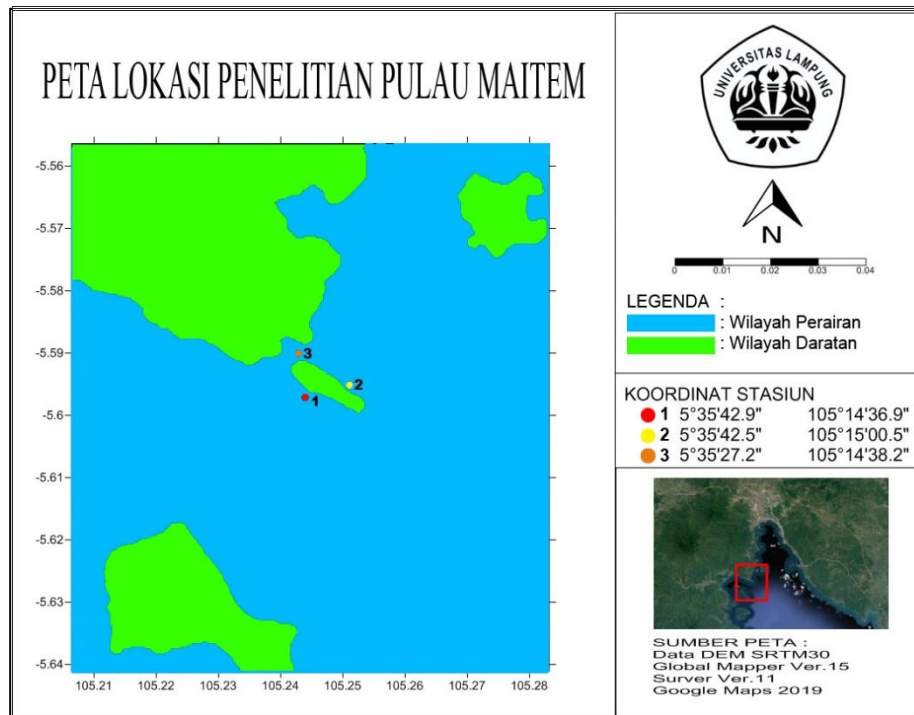 PETA LOKASI PENELITIAN PULAU MAITEM
-5.56
-5.57
-5.58
-5.59
-5.6
-5.61
-5.62
-5.63
-5.64
105.21 105.22 105.23 105.24 105.25 105.26 105.27 105.28
3
2
1
UNIVERSITAS LAMPUNG
N
0 0.01 0.02 0.03 0.04
LEGENDA :
: Wilayah Perairan
: Wilayah Daratan
KOORDINAT STASIUN
1 5°35'42.9" 105°14'36.9"
2 5°35'42.5" 105°15'00.5"
3 5°35'27.2" 105°14'38.2"
SUMBER PETA :
Data DEM SRTM30
Global Mapper Ver.15
Surver Ver.11
Google Maps 2019